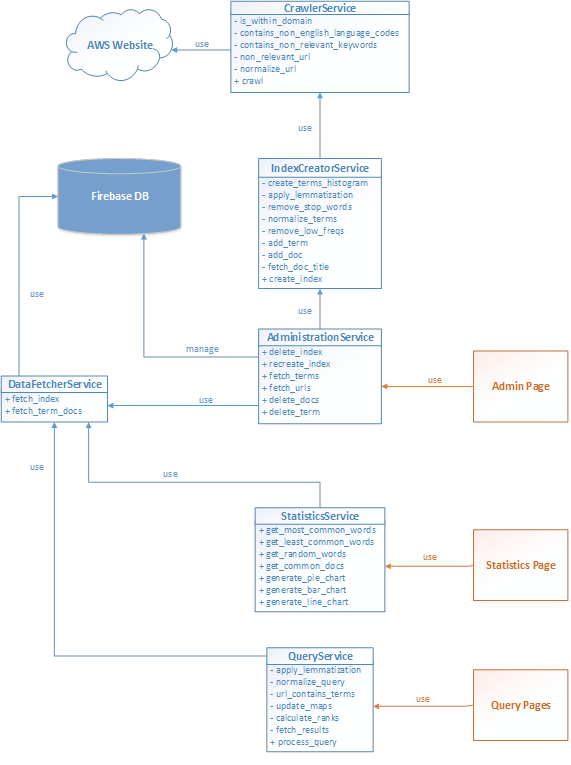 CrawlerService
- is_within_domain
- contains_non_english_language_codes
- contains_non_relevant_keywords
- non_relevant_url
- normalize_url
+ crawl
AWS Website
use
use
IndexCreatorService
- create_terms_histogram
- apply_lemmatization
- remove_stop_words
- normalize_terms
- remove_low_freqs
- add_term
- add_doc
- fetch_doc_title
+ create_index
Firebase DB
use
use
manage
AdministrationService
+ delete_index
+ recreate_index
+ fetch_terms
+ fetch_urls
+ delete_docs
+ delete_term
use
Admin Page
DataFetcherService
+ fetch_index
+ fetch_term_docs
use
use
use
StatisticsService
+ get_most_common_words
+ get_least_common_words
+ get_random_words
+ get_common_docs
+ generate_pie_chart
+ generate_bar_chart
+ generate_line_chart
use
Statistics Page
QueryService
- apply_lemmatization
- normalize_query
- url_contains_terms
- update_maps
- calculate_ranks
- fetch_results
+ process_query
use
Query Pages